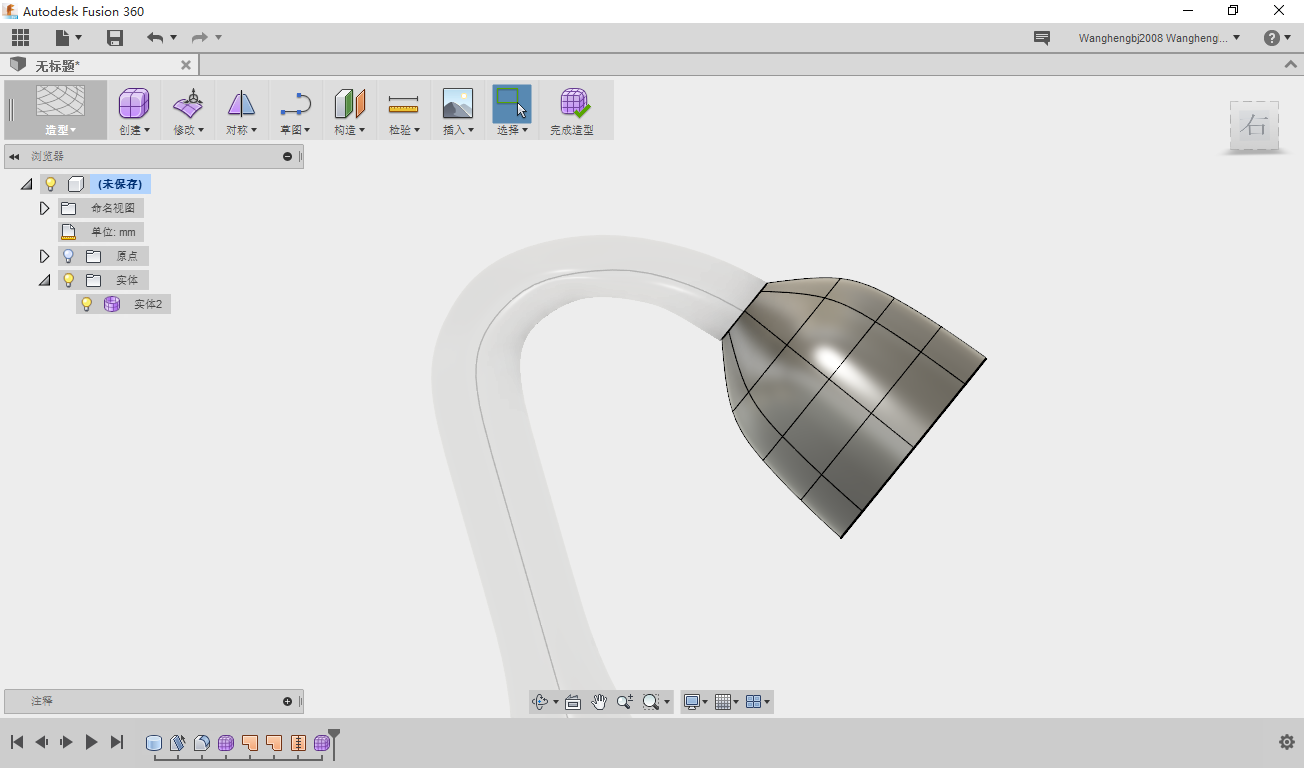 Autodesk Fusion 360
Wanghengbj2008 Wangheng...
无标题*
造型
创建
修改
对称
草图
构造
检验
插入
选择
完成造型
右
浏览器
(未保存)
命名视图
单位: mm
原点
实体
实体2
注释